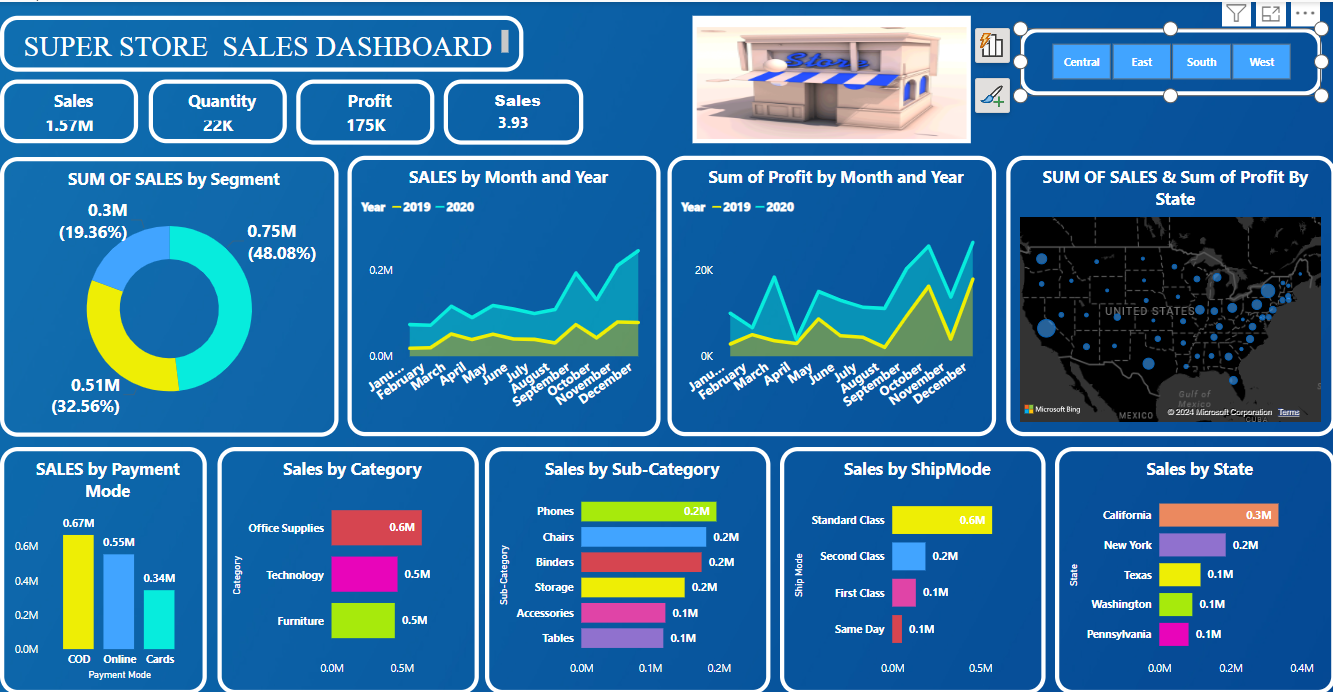 SUPER STORE SALES DASHBOARD
Store
Central East South West
Sales
1.57M
Quantity
22K
Profit
175K
Sales
3.93
SUM OF SALES by Segment
0.3M
(19.36%)
0.75M
(48.08%)
0.51M
(32.56%)
SALES by Month and Year
Year 2019 2020
0.2M
0.0M
Janu... February March April May June July August September October November December
Sum of Profit by Month and Year
Year 2019 2020
20K
0K
Janu... February March April May June July August September October November December
SUM OF SALES & Sum of Profit By
State
UNITED STATES
Gulf of
Mexico
MEXICO
CUBA
Microsoft Bing
© 2024 Microsoft Corporation Terms
SALES by Payment
Mode
0.67M
0.55M
0.34M
0.6M
0.4M
0.2M
0.0M
COD Online Cards
Payment Mode
Sales by Category
Category
Office Supplies 0.6M
Technology 0.5M
Furniture 0.5M
0.0M 0.5M
Sales by Sub-Category
Sub-Category
Phones 0.2M
Chairs 0.2M
Binders 0.2M
Storage 0.2M
Accessories 0.1M
Tables 0.1M
0.0M 0.1M 0.2M
Sales by ShipMode
Ship Mode
Standard Class 0.6M
Second Class 0.2M
First Class 0.1M
Same Day 0.1M
0.0M 0.5M
Sales by State
State
California 0.3M
New York 0.2M
Texas 0.1M
Washington 0.1M
Pennsylvania 0.1M
0.0M 0.2M 0.4M